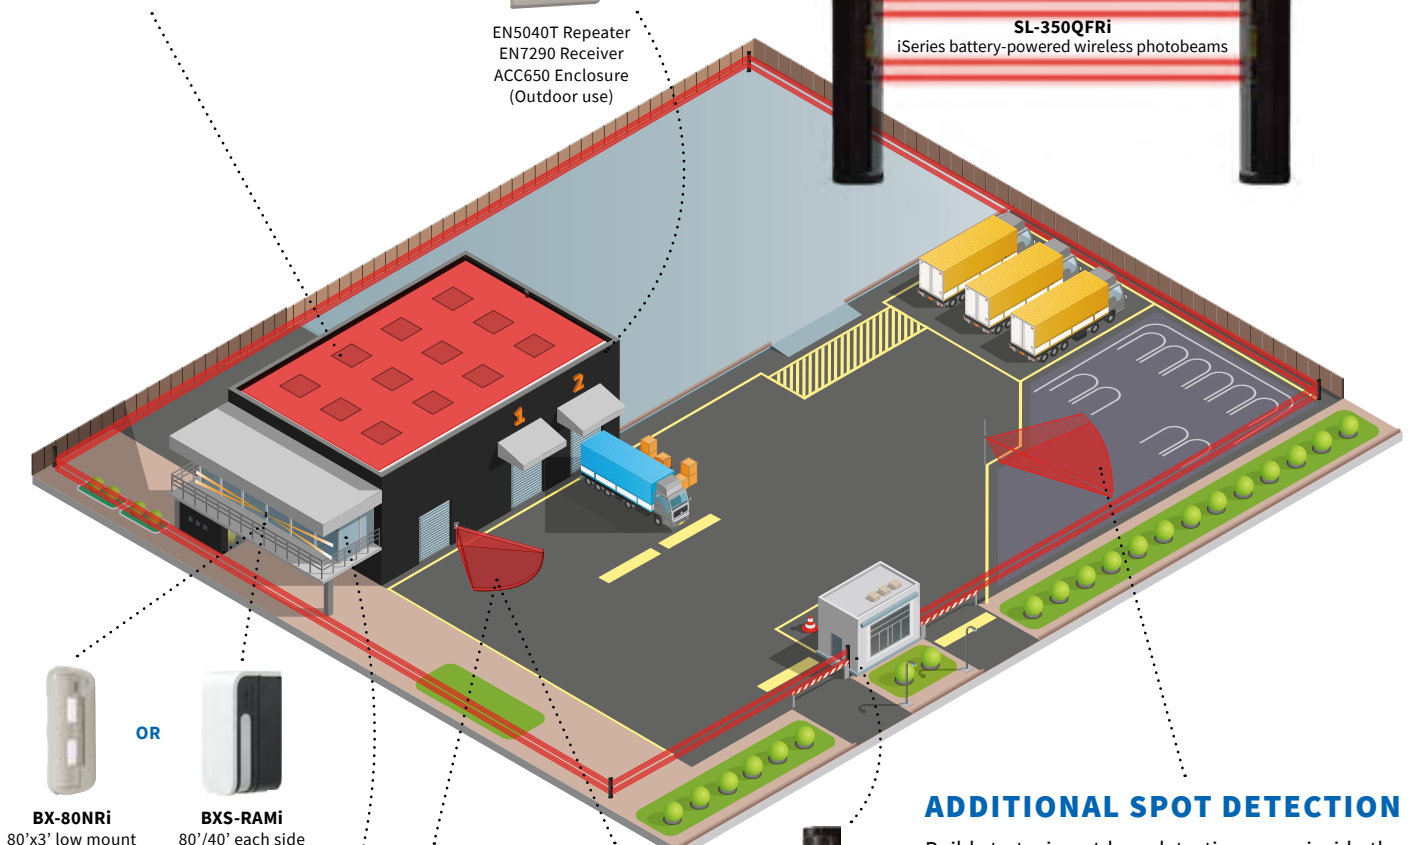 EN5040T Repeater
EN7290 Receiver
ACC650 Enclosure
(Outdoor use)
SL-350QFRi
iSeries battery-powered wireless photobeams
1
2
OR
BX-80NRi
80’x3’ low mount
BXS-RAMi
80’/40’ each side
ADDITIONAL SPOT DETECTION